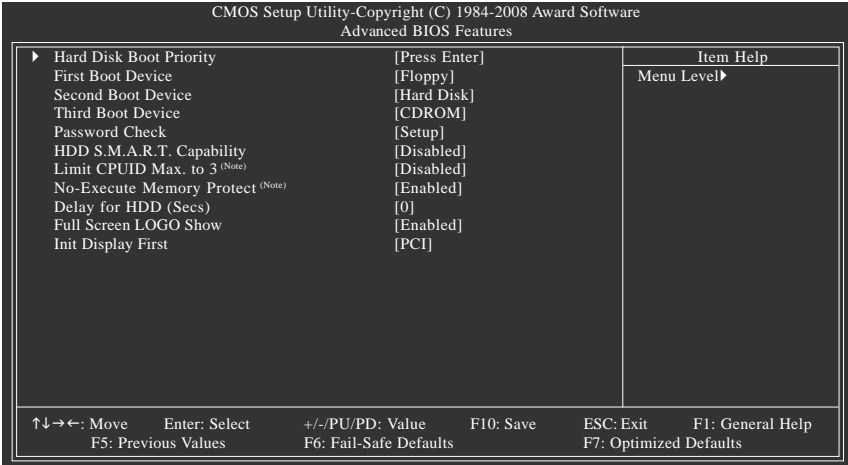 CMOS Setup Utility-Copyright (C) 1984-2008 Award Software
Advanced BIOS Features
Hard Disk Boot Priority [Press Enter] Item Help
First Boot Device [Floppy] Menu Level
Second Boot Device [Hard Disk]
Third Boot Device [CDROM]
Password Check [Setup]
HDD S.M.A.R.T. Capability [Disabled]
Limit CPUID Max. to 3 (Note) [Disabled]
No-Execute Memory Protect (Note) [Enabled]
Delay for HDD (Secs) [0]
Full Screen LOGO Show [Enabled]
Init Display First [PCI]
↑↓→←: Move Enter: Select +/-/PU/PD: Value F10: Save ESC: Exit F1: General Help
F5: Previous Values F6: Fail-Safe Defaults F7: Optimized Defaults